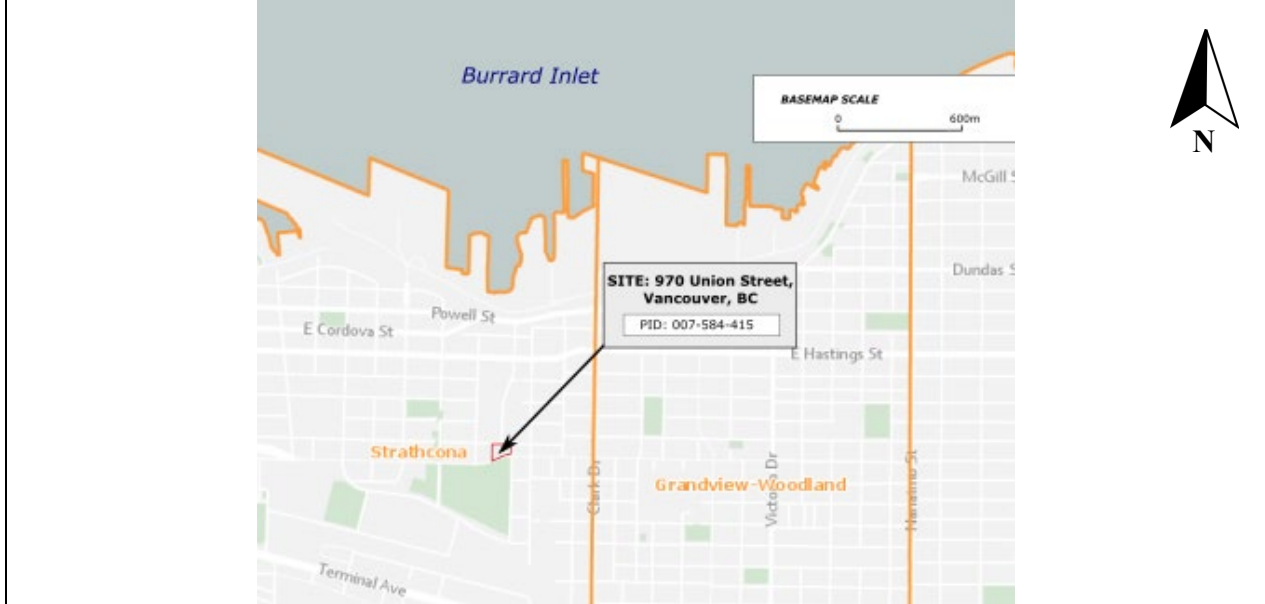 Burrard Inlet
BASEMAP SCALE
0 600m
N
McGill S
Dundas S
SITE: 970 Union Street,
Vancouver, BC
PID: 007-584-415
Powell St
E Cordova St
E Hastings St
Strathcona
Clark Dr
Grandview-Woodland
Victoria Dr
Nanaimo St
Terminal Ave